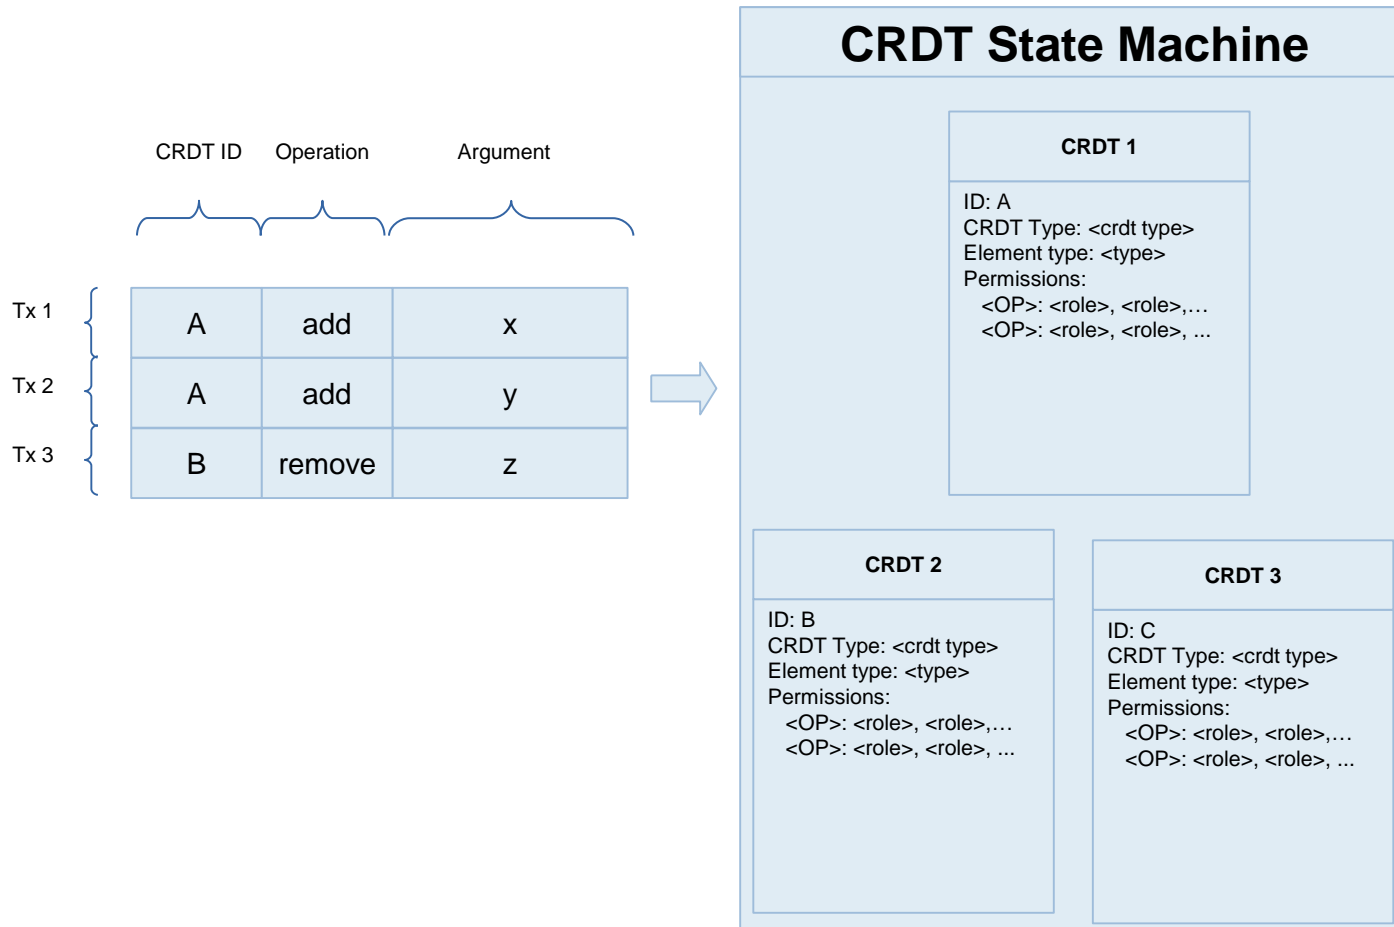 CRDT State Machine
CRDT ID Operation Argument
Tx 1 A add x
Tx 2 A add y
Tx 3 B remove z
CRDT 1
ID: A
CRDT Type: <crdt type>
Element type: <type>
Permissions:
<OP>: <role>, <role>,…
<OP>: <role>, <role>, ...
CRDT 2
ID: B
CRDT Type: <crdt type>
Element type: <type>
Permissions:
<OP>: <role>, <role>,…
<OP>: <role>, <role>, ...
CRDT 3
ID: C
CRDT Type: <crdt type>
Element type: <type>
Permissions:
<OP>: <role>, <role>,…
<OP>: <role>, <role>, ...